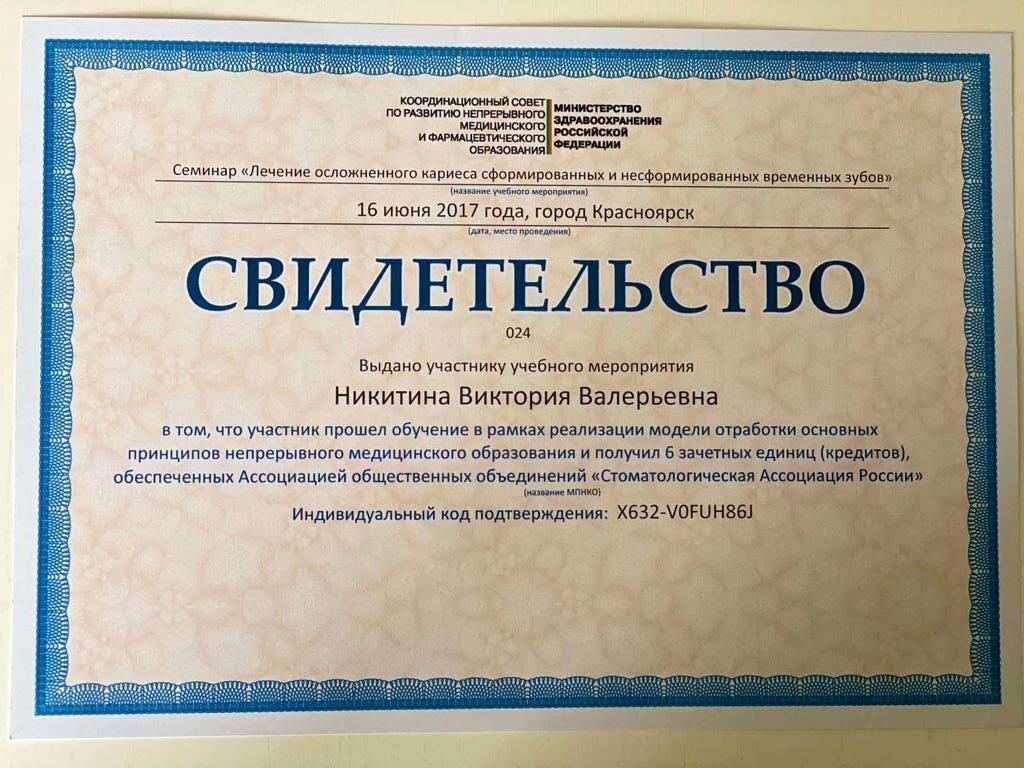 КООРДИНАЦИОННЫЙ СОВЕТ
ПО РАЗВИТИЮ НЕПРЕРЫВНОГО
МЕДИЦИНСКОГО
И ФАРМАЦЕВТИЧЕСКОГО
ОБРАЗОВАНИЯ
МИНИСТЕРСТВО
ЗДРАВООХРАНЕНИЯ
РОССИЙСКОЙ
ФЕДЕРАЦИИ
Семинар «Лечение осложненного кариеса сформированных и несформированных временных зубов»
(название учебного мероприятия)
16 июня 2017 года, город Красноярск
(дата, место проведения)
СВИДЕТЕЛЬСТВО
024
Выдано участнику учебного мероприятия
Никитина Виктория Валерьевна
в том, что участник прошел обучение в рамках реализации модели отработки основных
принципов непрерывного медицинского образования и получил 6 зачетных единиц (кредитов),
обеспеченных Ассоциацией общественных объединений «Стоматологическая Ассоциация России»
(название МПНКО)
Индивидуальный код подтверждения: X632-V0FUH86J